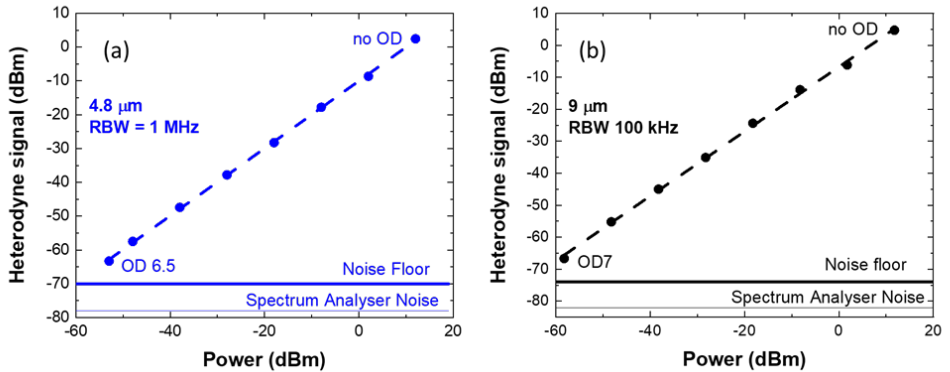 (a)
no OD
4.8 μm
RBW = 1 MHz
OD 6.5
Noise Floor
Spectrum Analyser Noise
Heterodyne signal (dBm)
10
0
-10
-20
-30
-40
-50
-60
-70
-80
-60
-40
-20
0
20
Power (dBm)
(b)
no OD
9 μm
RBW 100 kHz
OD7
Noise floor
Spectrum Analyser Noise
Heterodyne signal (dBm)
10
0
-10
-20
-30
-40
-50
-60
-70
-80
-60
-40
-20
0
20
Power (dBm)